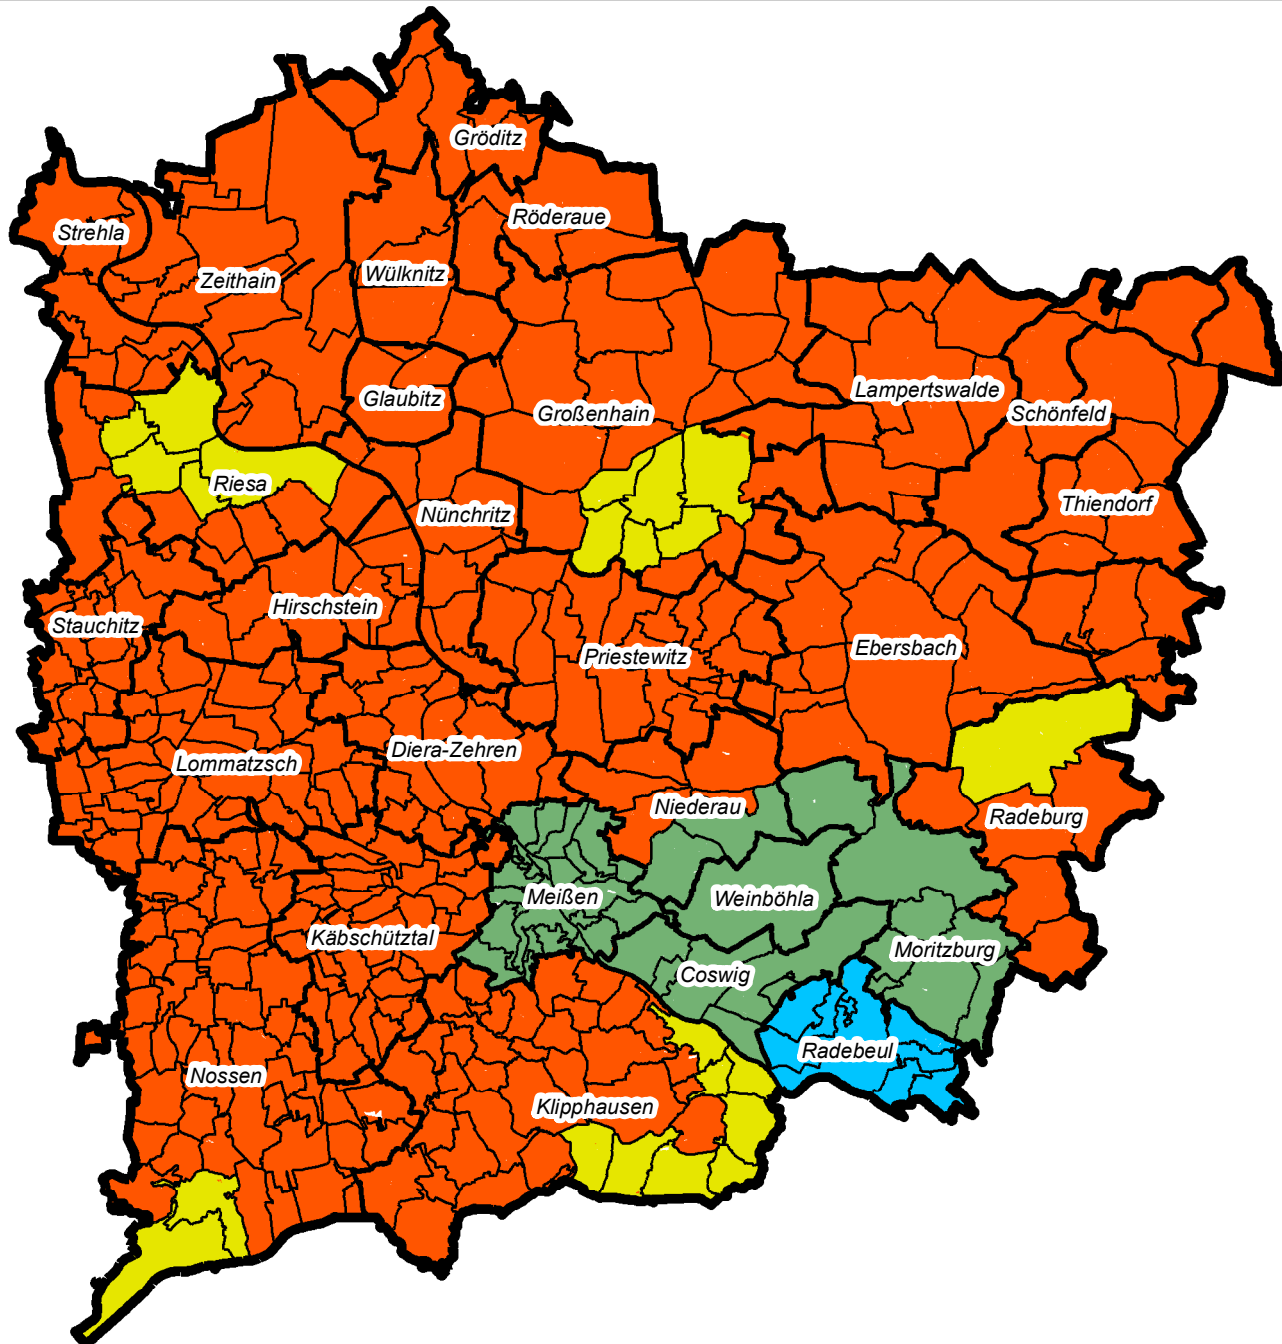 Gröditz
Röderaue
Strehla
Zeithain
Wülknitz
Glaubitz
Großenhain
Lampertswalde
Schönfeld
Riesa
Nünchritz
Thiendorf
Hirschstein
Stauchitz
Priestewitz
Ebersbach
Diera-Zehren
Lommatzsch
Niederau
Radeburg
Meißen
Weinböhla
Käbschütztal
Moritzburg
Coswig
Radebeul
Nossen
Klipphausen